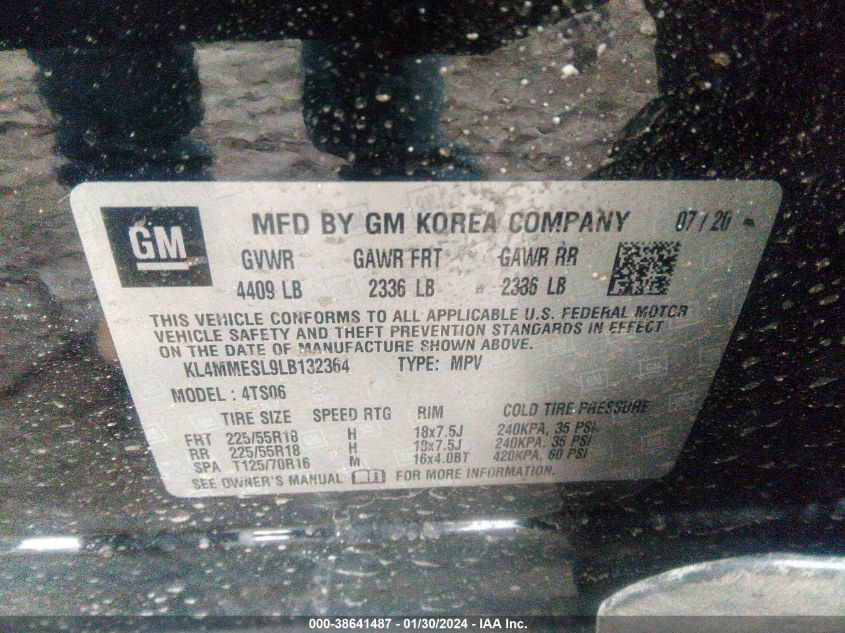 GM
MFD BY GM KOREA COMPANY 07/20
GVWR GAWR FRT GAWR RR
4409 LB 2336 LB 2336 LB
THIS VEHICLE CONFORMS TO ALL APPLICABLE U.S. FEDERAL MOTOR
VEHICLE SAFETY AND THEFT PREVENTION STANDARDS IN EFFECT
ON THE DATE OF MANUFACTURE SHOWN ABOVE.
KL4MMESL9LB132364 TYPE: MPV
MODEL: 4TS06
TIRE SIZE SPEED RTG RIM COLD TIRE PRESSURE
FRT 225/55R18 H 18x7.5J 240KPA, 35 PSI
RR 225/55R18 H 18x7.5J 240KPA, 35 PSI
SPA T125/70R16 M 16x4.0BT 420KPA, 60 PSI
SEE OWNER'S MANUAL FOR MORE INFORMATION.
000-38641487 - 01/30/2024 - IAA Inc.